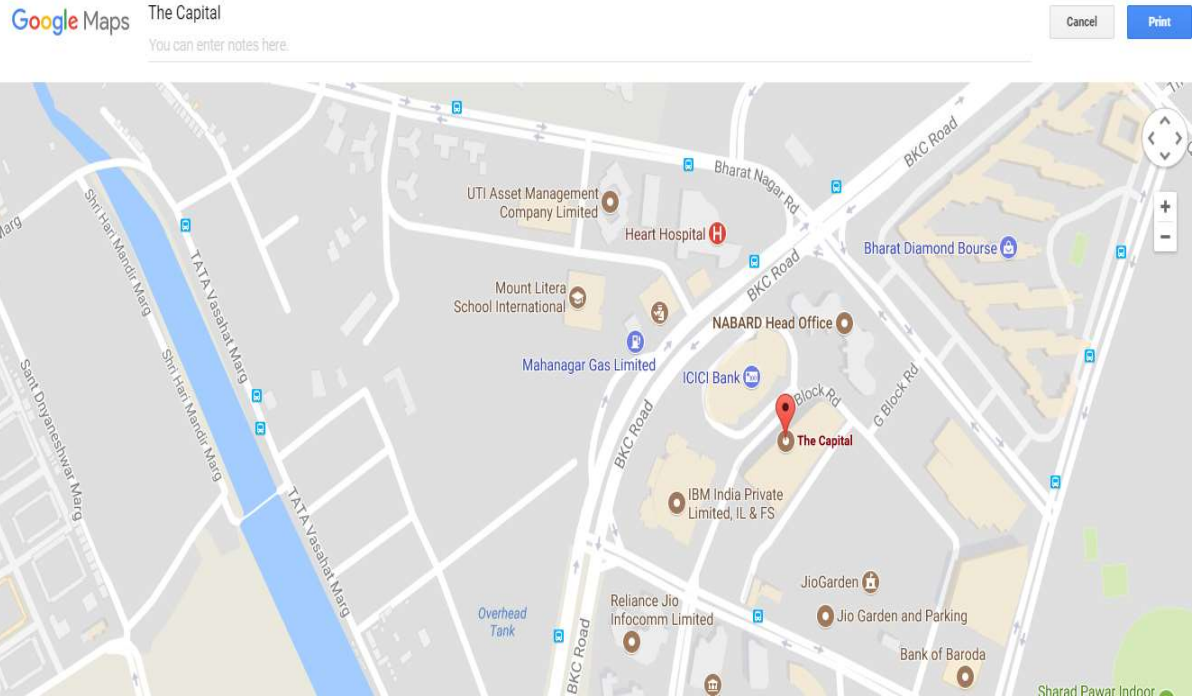 Google Maps
The Capital
You can enter notes here.
Cancel
Print
BKC Road
Bharat Nagar Rd
UTI Asset Management
Company Limited
Heart Hospital
Marg
Shri Hari Mandir Marg
TATA Vasahat Marg
Bharat Diamond Bourse
BKC Road
Mount Litera
School International
NABARD Head Office
Mahanagar Gas Limited
ICICI Bank
Block Rd
G Block Rd
Shri Hari Mandir Marg
Sant Dnyaneshwar Marg
BKC Road
The Capital
IBM India Private
Limited, IL & FS
TATA Vasahat Marg
JioGarden
Reliance Jio
Infocomm Limited
Jio Garden and Parking
Overhead
Tank
BKC Road
Bank of Baroda
Sharad Pawar Indoor